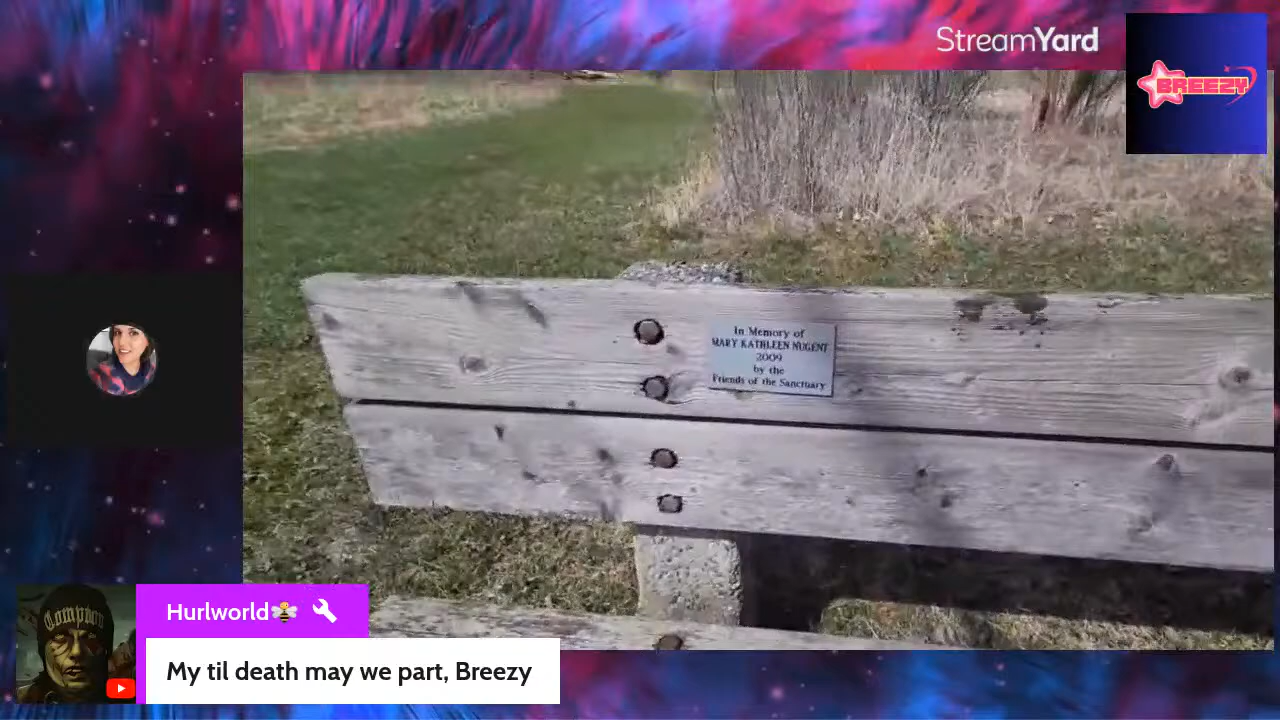 StreamYard
BREEZY
In Memory of
MARY KATHLEEN NUGENT
2009
by the
Friends of the Sanctuary
Compton
Hurlworld🐝 🔧
My til death may we part, Breezy